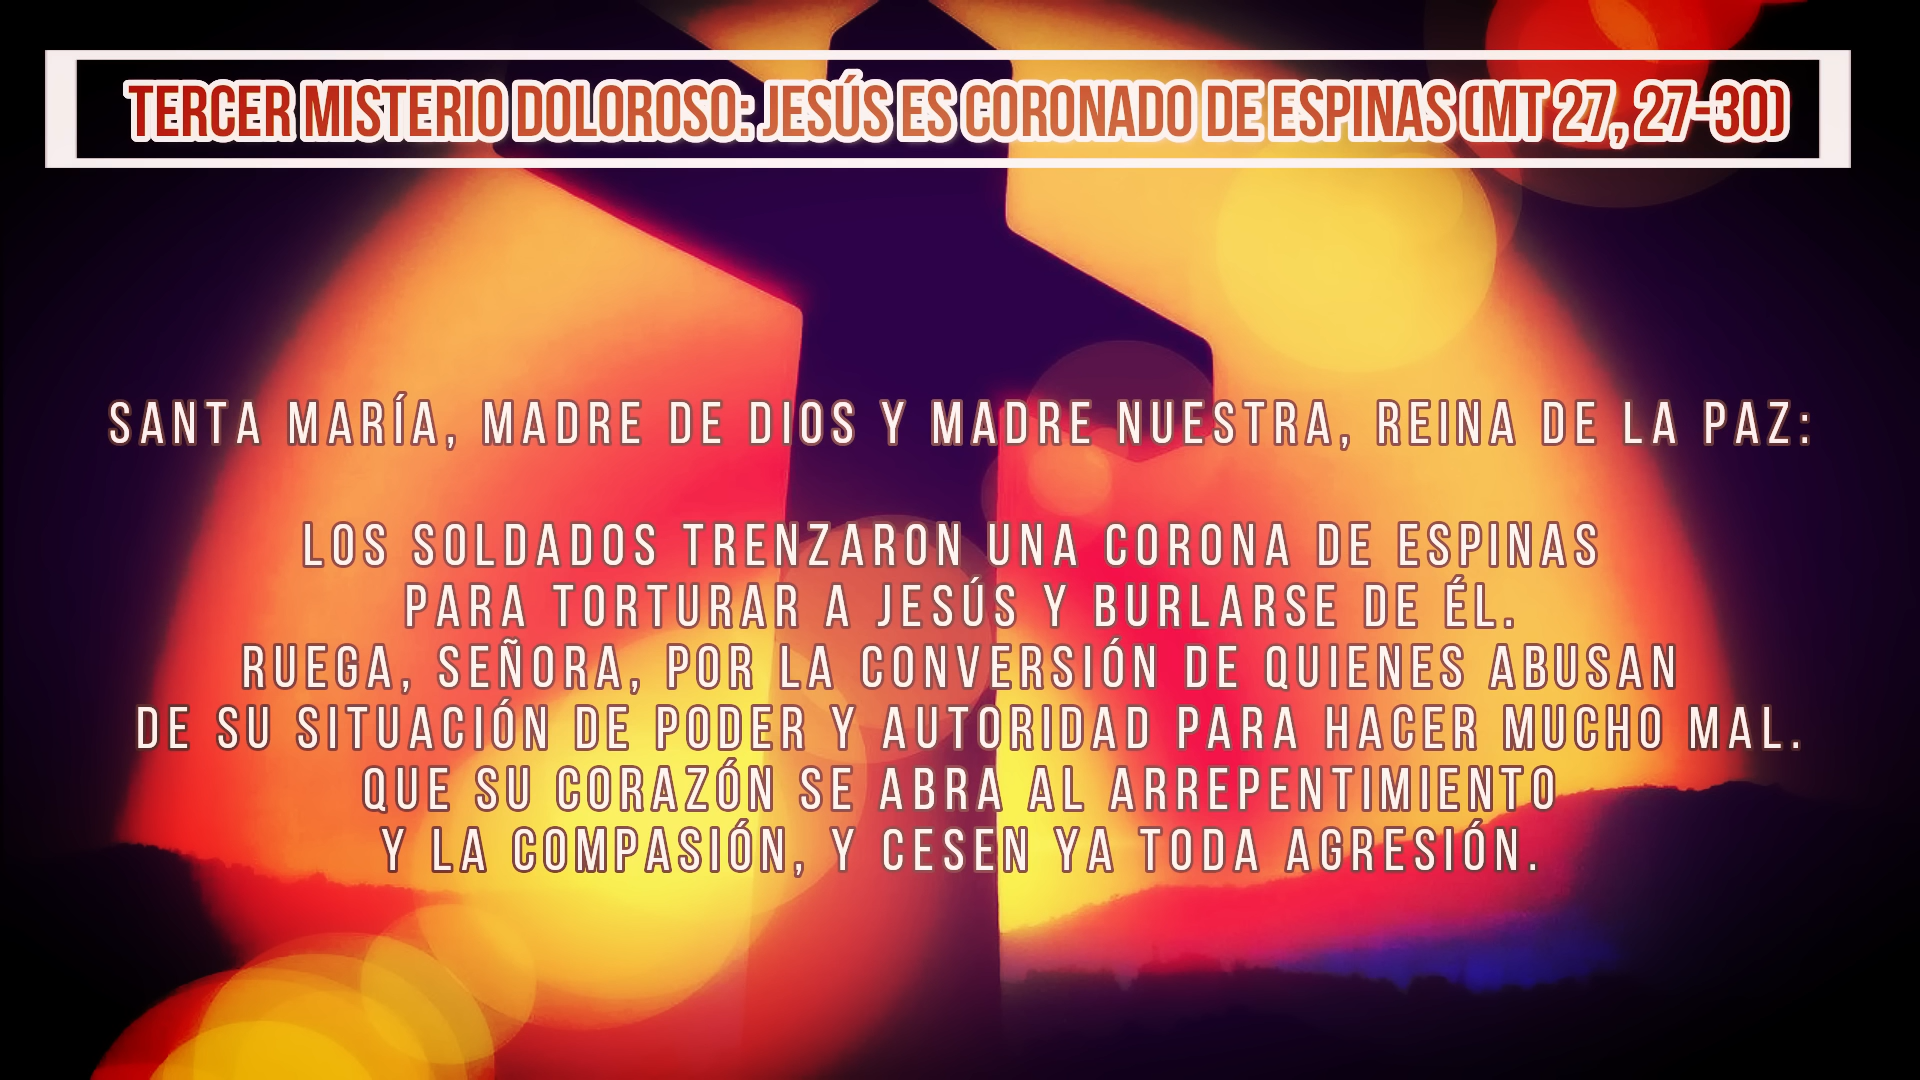 TERCER MISTERIO DOLOROSO: JESÚS ES CORONADO DE ESPINAS (MT 27, 27-30)
SANTA MARÍA, MADRE DE DIOS Y MADRE NUESTRA, REINA DE LA PAZ:
LOS SOLDADOS TRENZARON UNA CORONA DE ESPINAS
PARA TORTURAR A JESÚS Y BURLARSE DE ÉL.
RUEGA, SEÑORA, POR LA CONVERSIÓN DE QUIENES ABUSAN
DE SU SITUACIÓN DE PODER Y AUTORIDAD PARA HACER MUCHO MAL.
QUE SU CORAZÓN SE ABRA AL ARREPENTIMIENTO
Y LA COMPASIÓN, Y CESEN YA TODA AGRESIÓN.